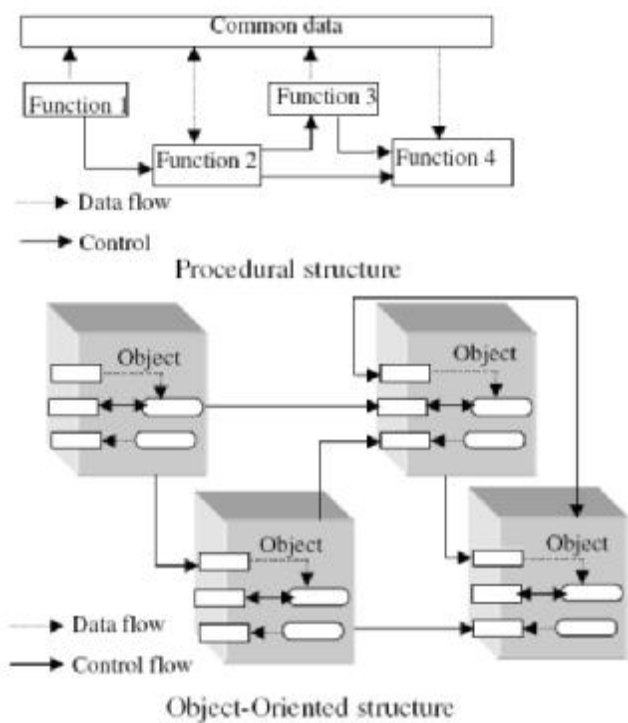 Common data
Function 1
Function 3
Function 2
Function 4
Data flow
Control
Procedural structure
Object
Object
Object
Object
Data flow
Control flow
Object-Oriented structure